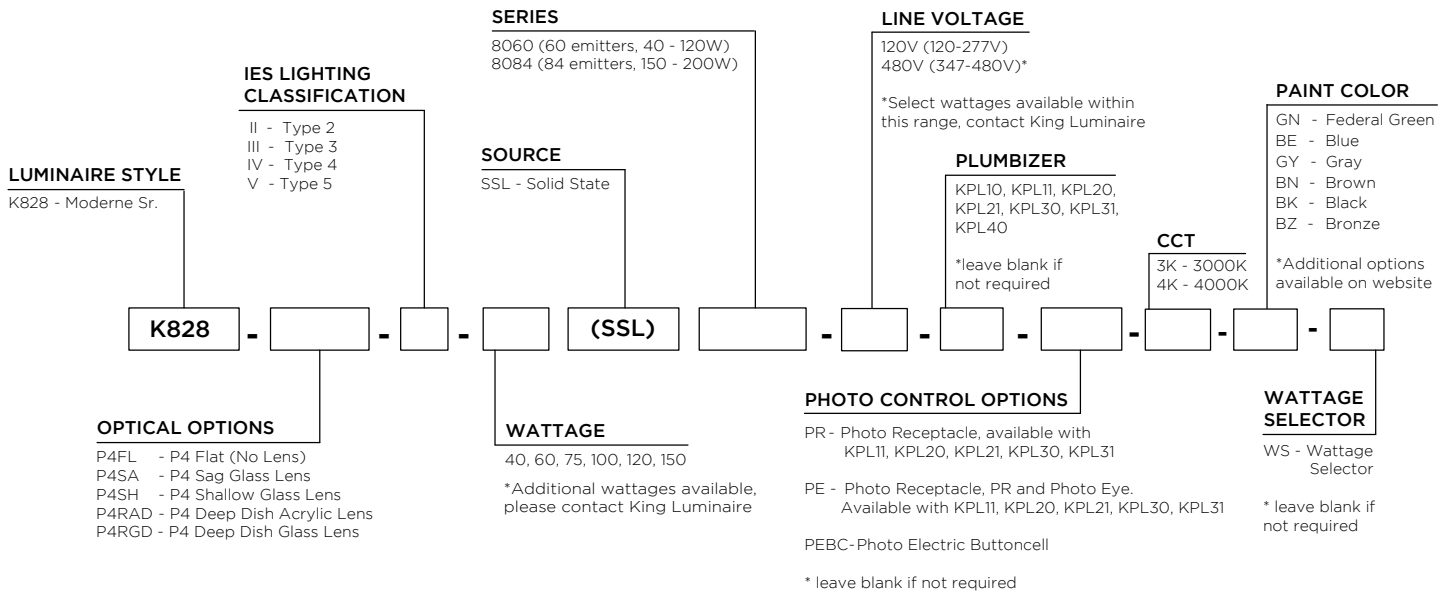 LUMINAIRE STYLE
K828 - Moderne Sr.
IES LIGHTING
CLASSIFICATION
II - Type 2
III - Type 3
IV - Type 4
V - Type 5
SERIES
8060 (60 emitters, 40 - 120W)
8084 (84 emitters, 150 - 200W)
SOURCE
SSL - Solid State
LINE VOLTAGE
120V (120-277V)
480V (347-480V)*
*Select wattages available within
this range, contact King Luminaire
PLUMBIZER
KPL10, KPL11, KPL20,
KPL21, KPL30, KPL31,
KPL40
*leave blank if
not required
CCT
3K - 3000K
4K - 4000K
PAINT COLOR
GN - Federal Green
BE - Blue
GY - Gray
BN - Brown
BK - Black
BZ - Bronze
*Additional options
available on website
K828 - - - (SSL) - - - - - -
OPTICAL OPTIONS
P4FL - P4 Flat (No Lens)
P4SA - P4 Sag Glass Lens
P4SH - P4 Shallow Glass Lens
P4RAD - P4 Deep Dish Acrylic Lens
P4RGD - P4 Deep Dish Glass Lens
WATTAGE
40, 60, 75, 100, 120, 150
*Additional wattages available,
please contact King Luminaire
PHOTO CONTROL OPTIONS
PR - Photo Receptacle, available with
KPL11, KPL20, KPL21, KPL30, KPL31
PE - Photo Receptacle, PR and Photo Eye.
Available with KPL11, KPL20, KPL21, KPL30, KPL31
PEBC-Photo Electric Buttoncell
* leave blank if not required
WATTAGE
SELECTOR
WS - Wattage
Selector
* leave blank if
not required